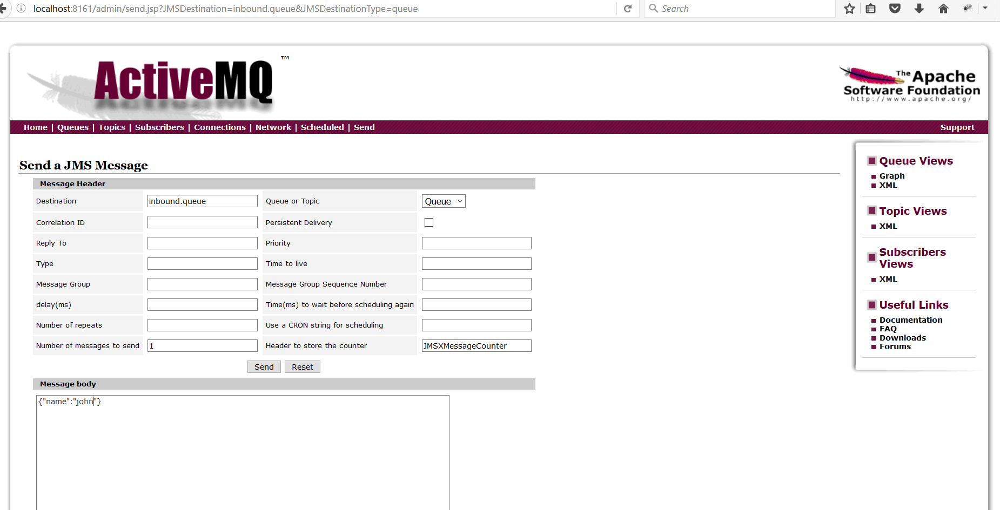 localhost:8161/admin/send.jsp?JMSDestination=inbound.queue&JMSDestinationType=queue
Search
ActiveMQ ™
The Apache
Software Foundation
http://www.apache.org/
Home | Queues | Topics | Subscribers | Connections | Network | Scheduled | Send
Support
Send a JMS Message
Message Header
Destination inbound.queue Queue or Topic Queue
Correlation ID Persistent Delivery
Reply To Priority
Type Time to live
Message Group Message Group Sequence Number
delay(ms) Time(ms) to wait before scheduling again
Number of repeats Use a CRON string for scheduling
Number of messages to send 1 Header to store the counter JMSXMessageCounter
Send Reset
Message body
{"name":"john"}
Queue Views
Graph
XML
Topic Views
XML
Subscribers
Views
XML
Useful Links
Documentation
FAQ
Downloads
Forums